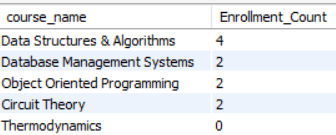 course_name Enrollment_Count
Data Structures & Algorithms 4
Database Management Systems 2
Object Oriented Programming 2
Circuit Theory 2
Thermodynamics 0